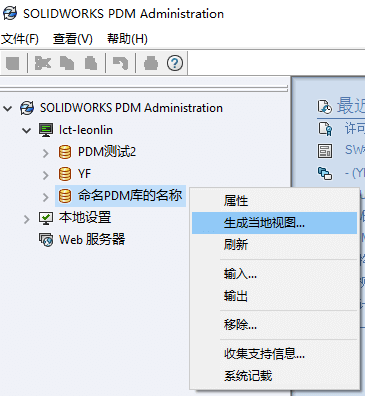 SOLIDWORKS PDM Administration
文件(F) 查看(V) 帮助(H)
SOLIDWORKS PDM Administration
lct-leonlin
PDM测试2
YF
命名PDM库的名称
本地设置
Web 服务器
属性
生成当地视图...
刷新
输入...
输出
移除...
收集支持信息...
系统记载
最近
许可
SW
- (Y